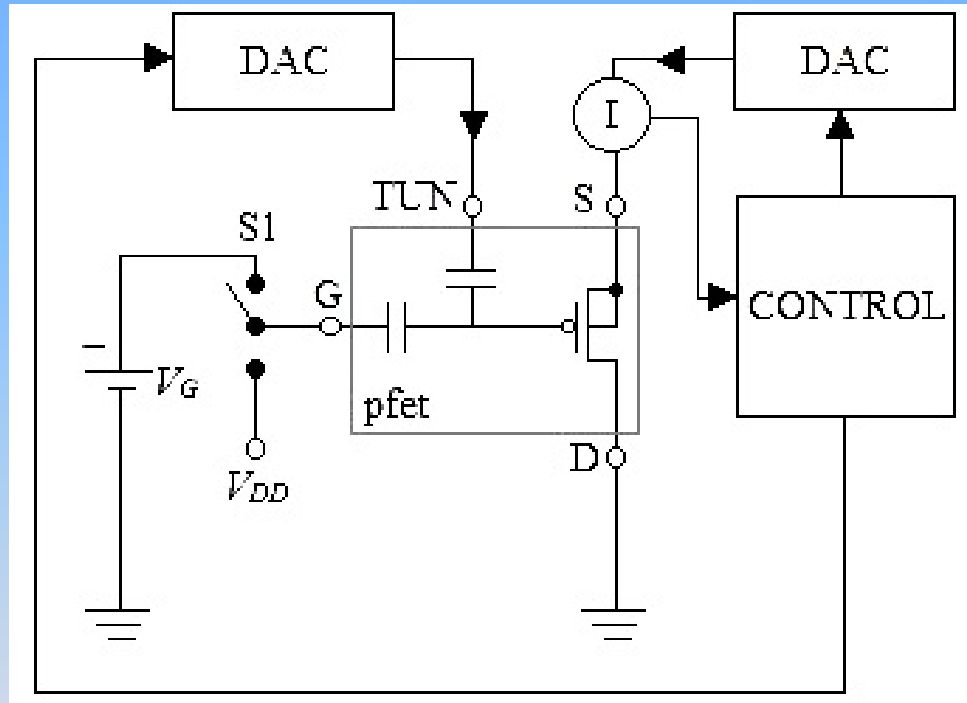 DAC
DAC
I
TUN
S
S1
G
CONTROL
V_G
pfet
D
V_DD